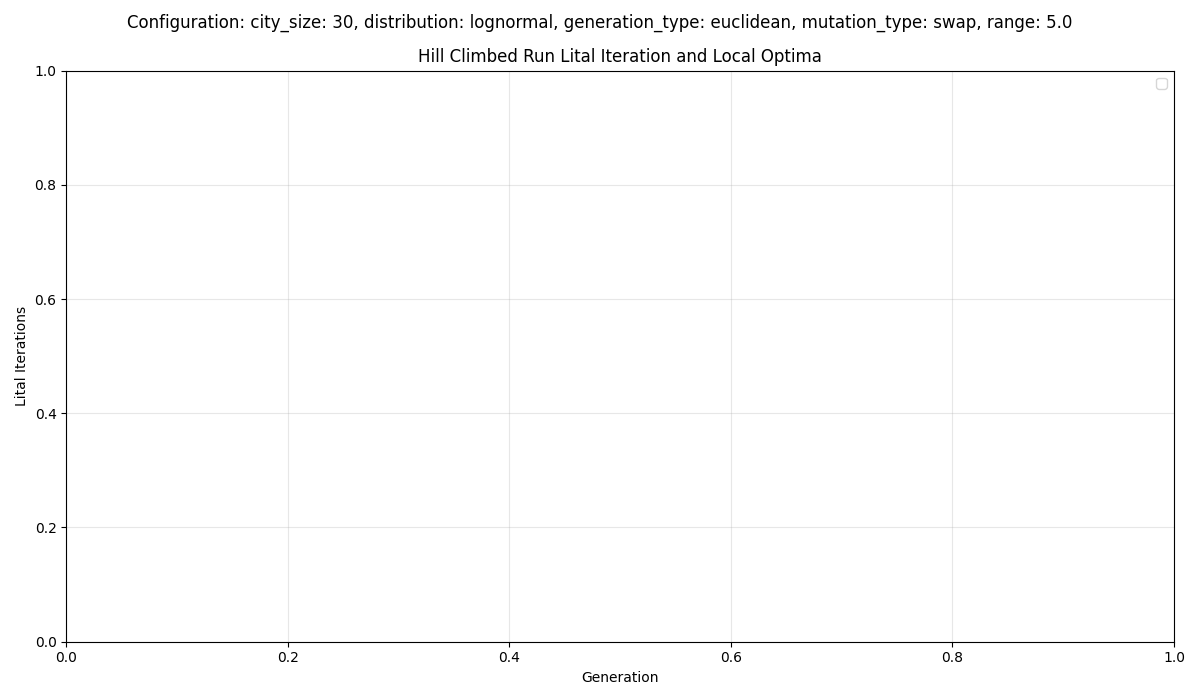 Configuration: city_size: 30, distribution: lognormal, generation_type: euclidean, mutation_type: swap, range: 5.0
Hill Climbed Run Lital Iteration and Local Optima
1.0
0.8
0.6
0.4
0.2
0.0
Lital Iterations
0.0 0.2 0.4 0.6 0.8 1.0
Generation